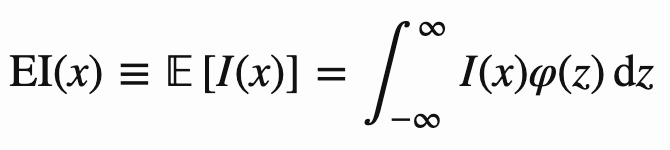 EI(x) ≡ 𝔼 [I(x)] = ∫_{-∞}^{∞} I(x)φ(z) dz